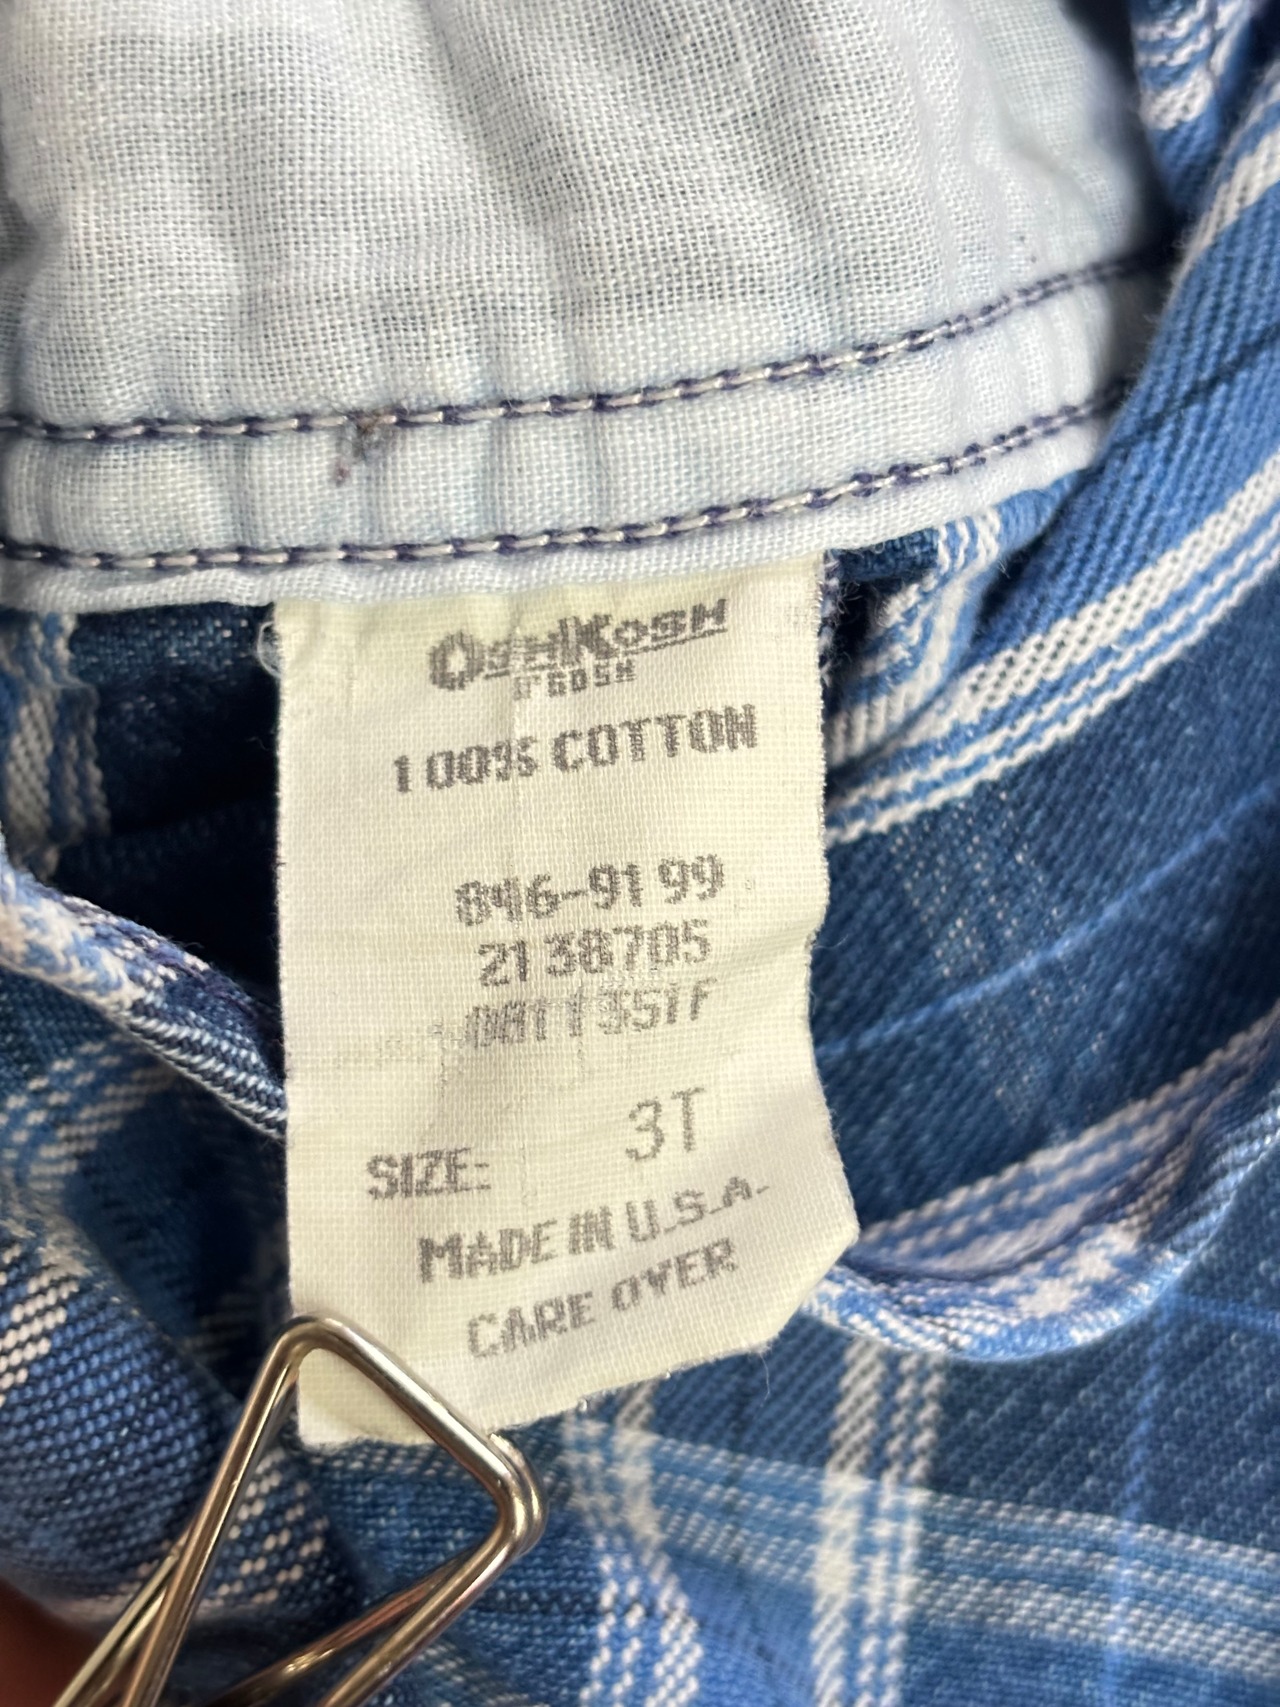 OshKosh
B'GOSH
100% COTTON
846-9199
2138705
SIZE: 3T
MADE IN U.S.A.
CARE OVER